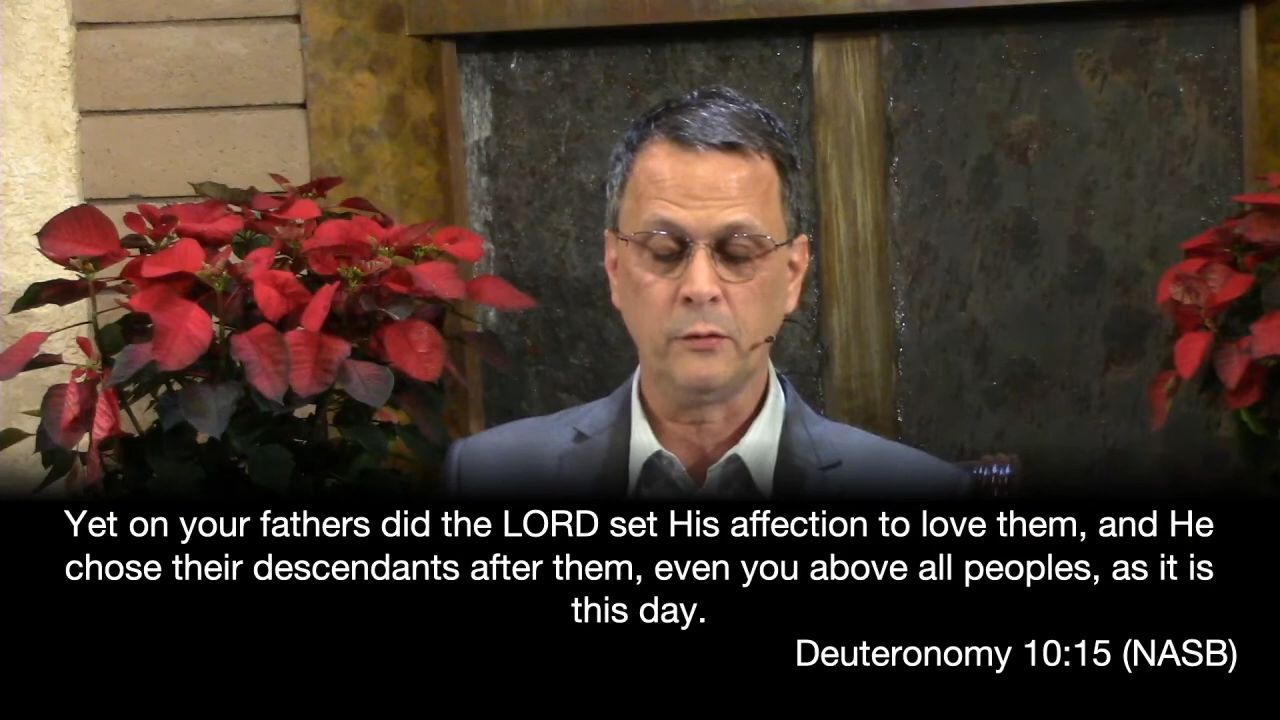 Yet on your fathers did the LORD set His affection to love them, and He
chose their descendants after them, even you above all peoples, as it is
this day.
Deuteronomy 10:15 (NASB)